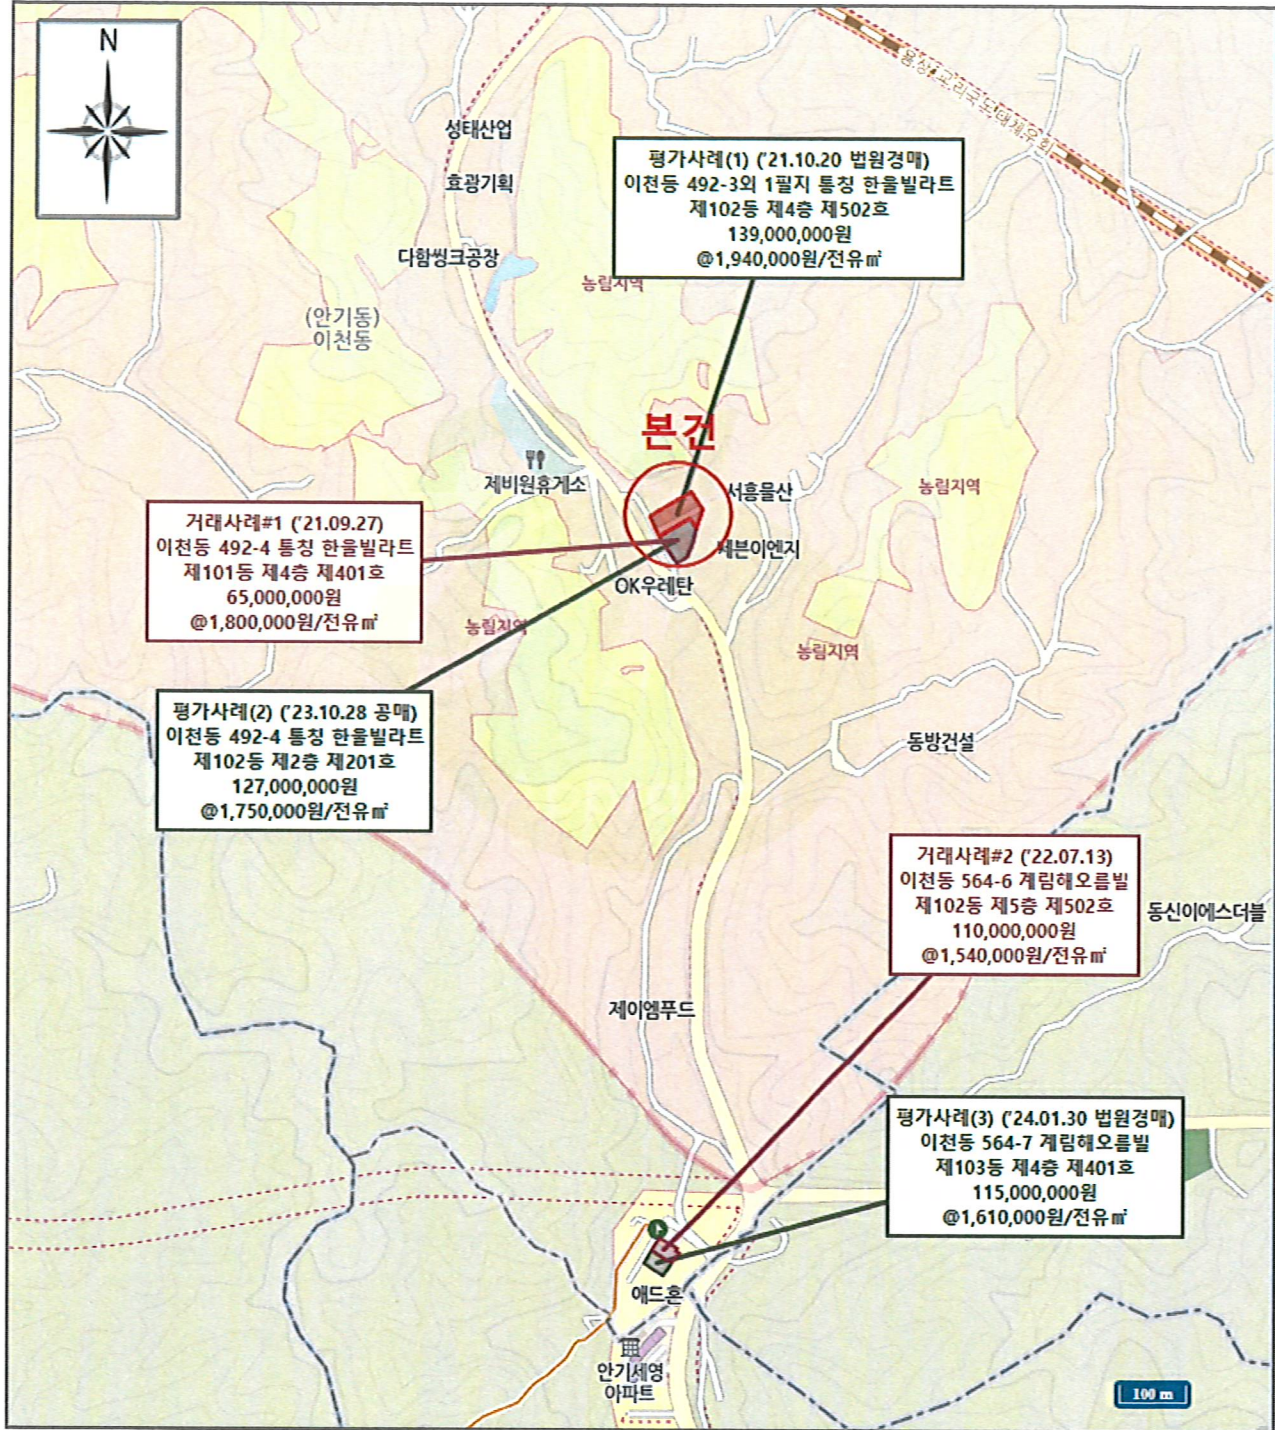 N
성태산업
효광기획
다함씽크공장
평가사례(1) ('21.10.20 법원경매)
이천동 492-3외 1필지 통칭 한울빌라트
제102동 제4층 제502호
139,000,000원
@1,940,000원/전유㎡
농림지역
(안기동)
이천동
본건
제비원휴게소
서흥물산
농림지역
세븐이엔지
OK우레탄
거래사례#1 ('21.09.27)
이천동 492-4 통칭 한울빌라트
제101동 제4층 제401호
65,000,000원
@1,800,000원/전유㎡
농림지역
농림지역
평가사례(2) ('23.10.28 공매)
이천동 492-4 통칭 한울빌라트
제102동 제2층 제201호
127,000,000원
@1,750,000원/전유㎡
동방건설
거래사례#2 ('22.07.13)
이천동 564-6 계림해오름빌
제102동 제5층 제502호
110,000,000원
@1,540,000원/전유㎡
동신이에스더블
제이엠푸드
평가사례(3) ('24.01.30 법원경매)
이천동 564-7 계림해오름빌
제103동 제4층 제401호
115,000,000원
@1,610,000원/전유㎡
애드혼
안기세영
아파트
100 m